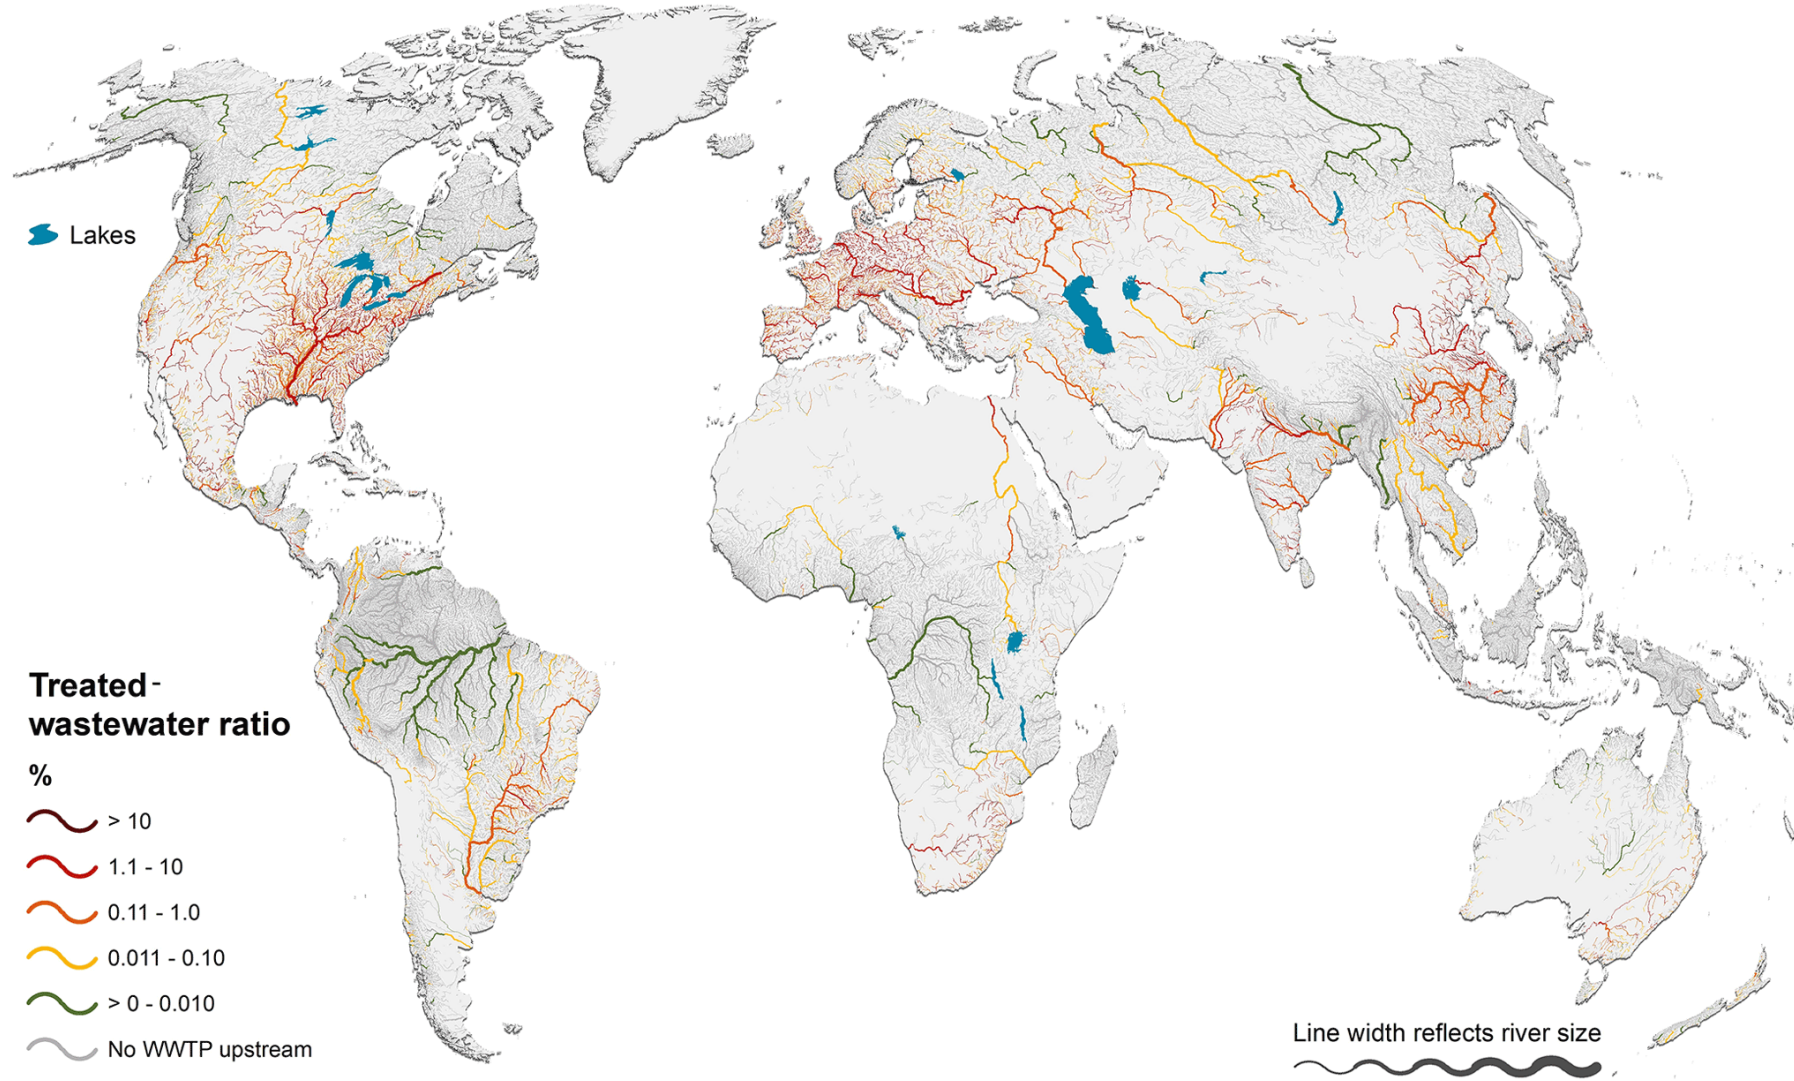 Lakes
Treated-
wastewater ratio
%
> 10
1.1 - 10
0.11 - 1.0
0.011 - 0.10
> 0 - 0.010
No WWTP upstream
Line width reflects river size